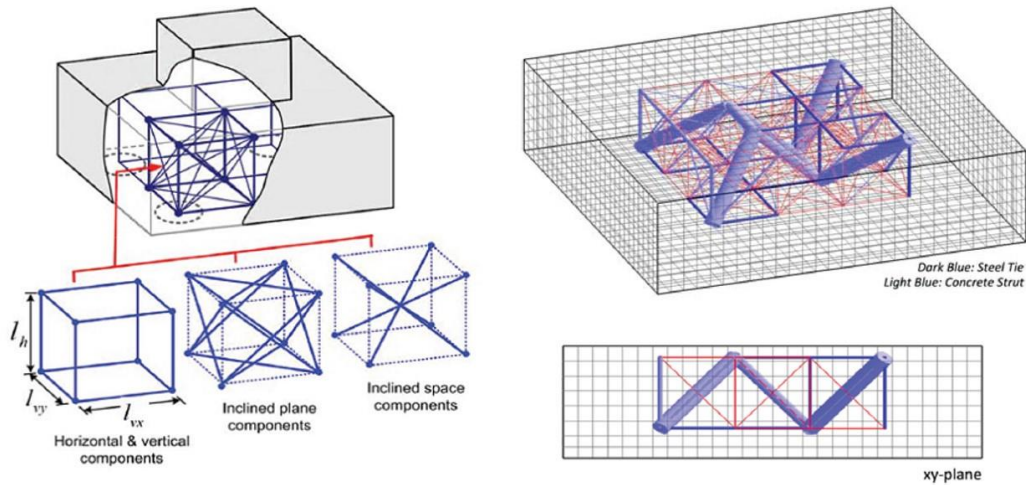 l_h
l_vy
l_vx
Horizontal & vertical
components
Inclined plane
components
Inclined space
components
Dark Blue: Steel Tie
Light Blue: Concrete Strut
xy-plane